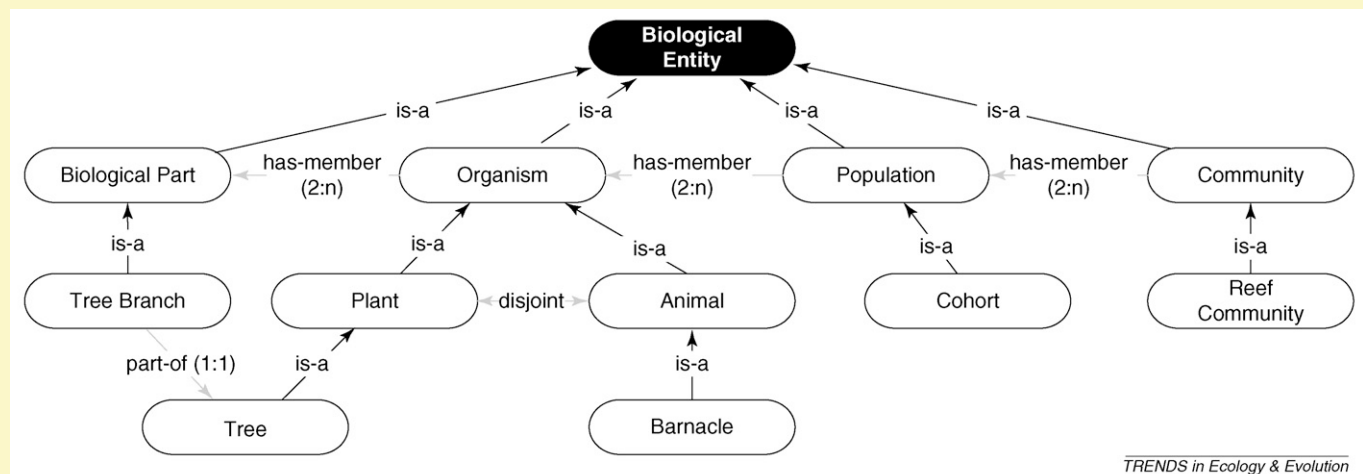 Biological
Entity
is-a
is-a
is-a
is-a
Biological Part
has-member
(2:n)
Organism
has-member
(2:n)
Population
has-member
(2:n)
Community
is-a
is-a
is-a
is-a
is-a
Tree Branch
Plant
disjoint
Animal
Cohort
Reef
Community
part-of (1:1)
is-a
is-a
Tree
Barnacle
TRENDS in Ecology & Evolution